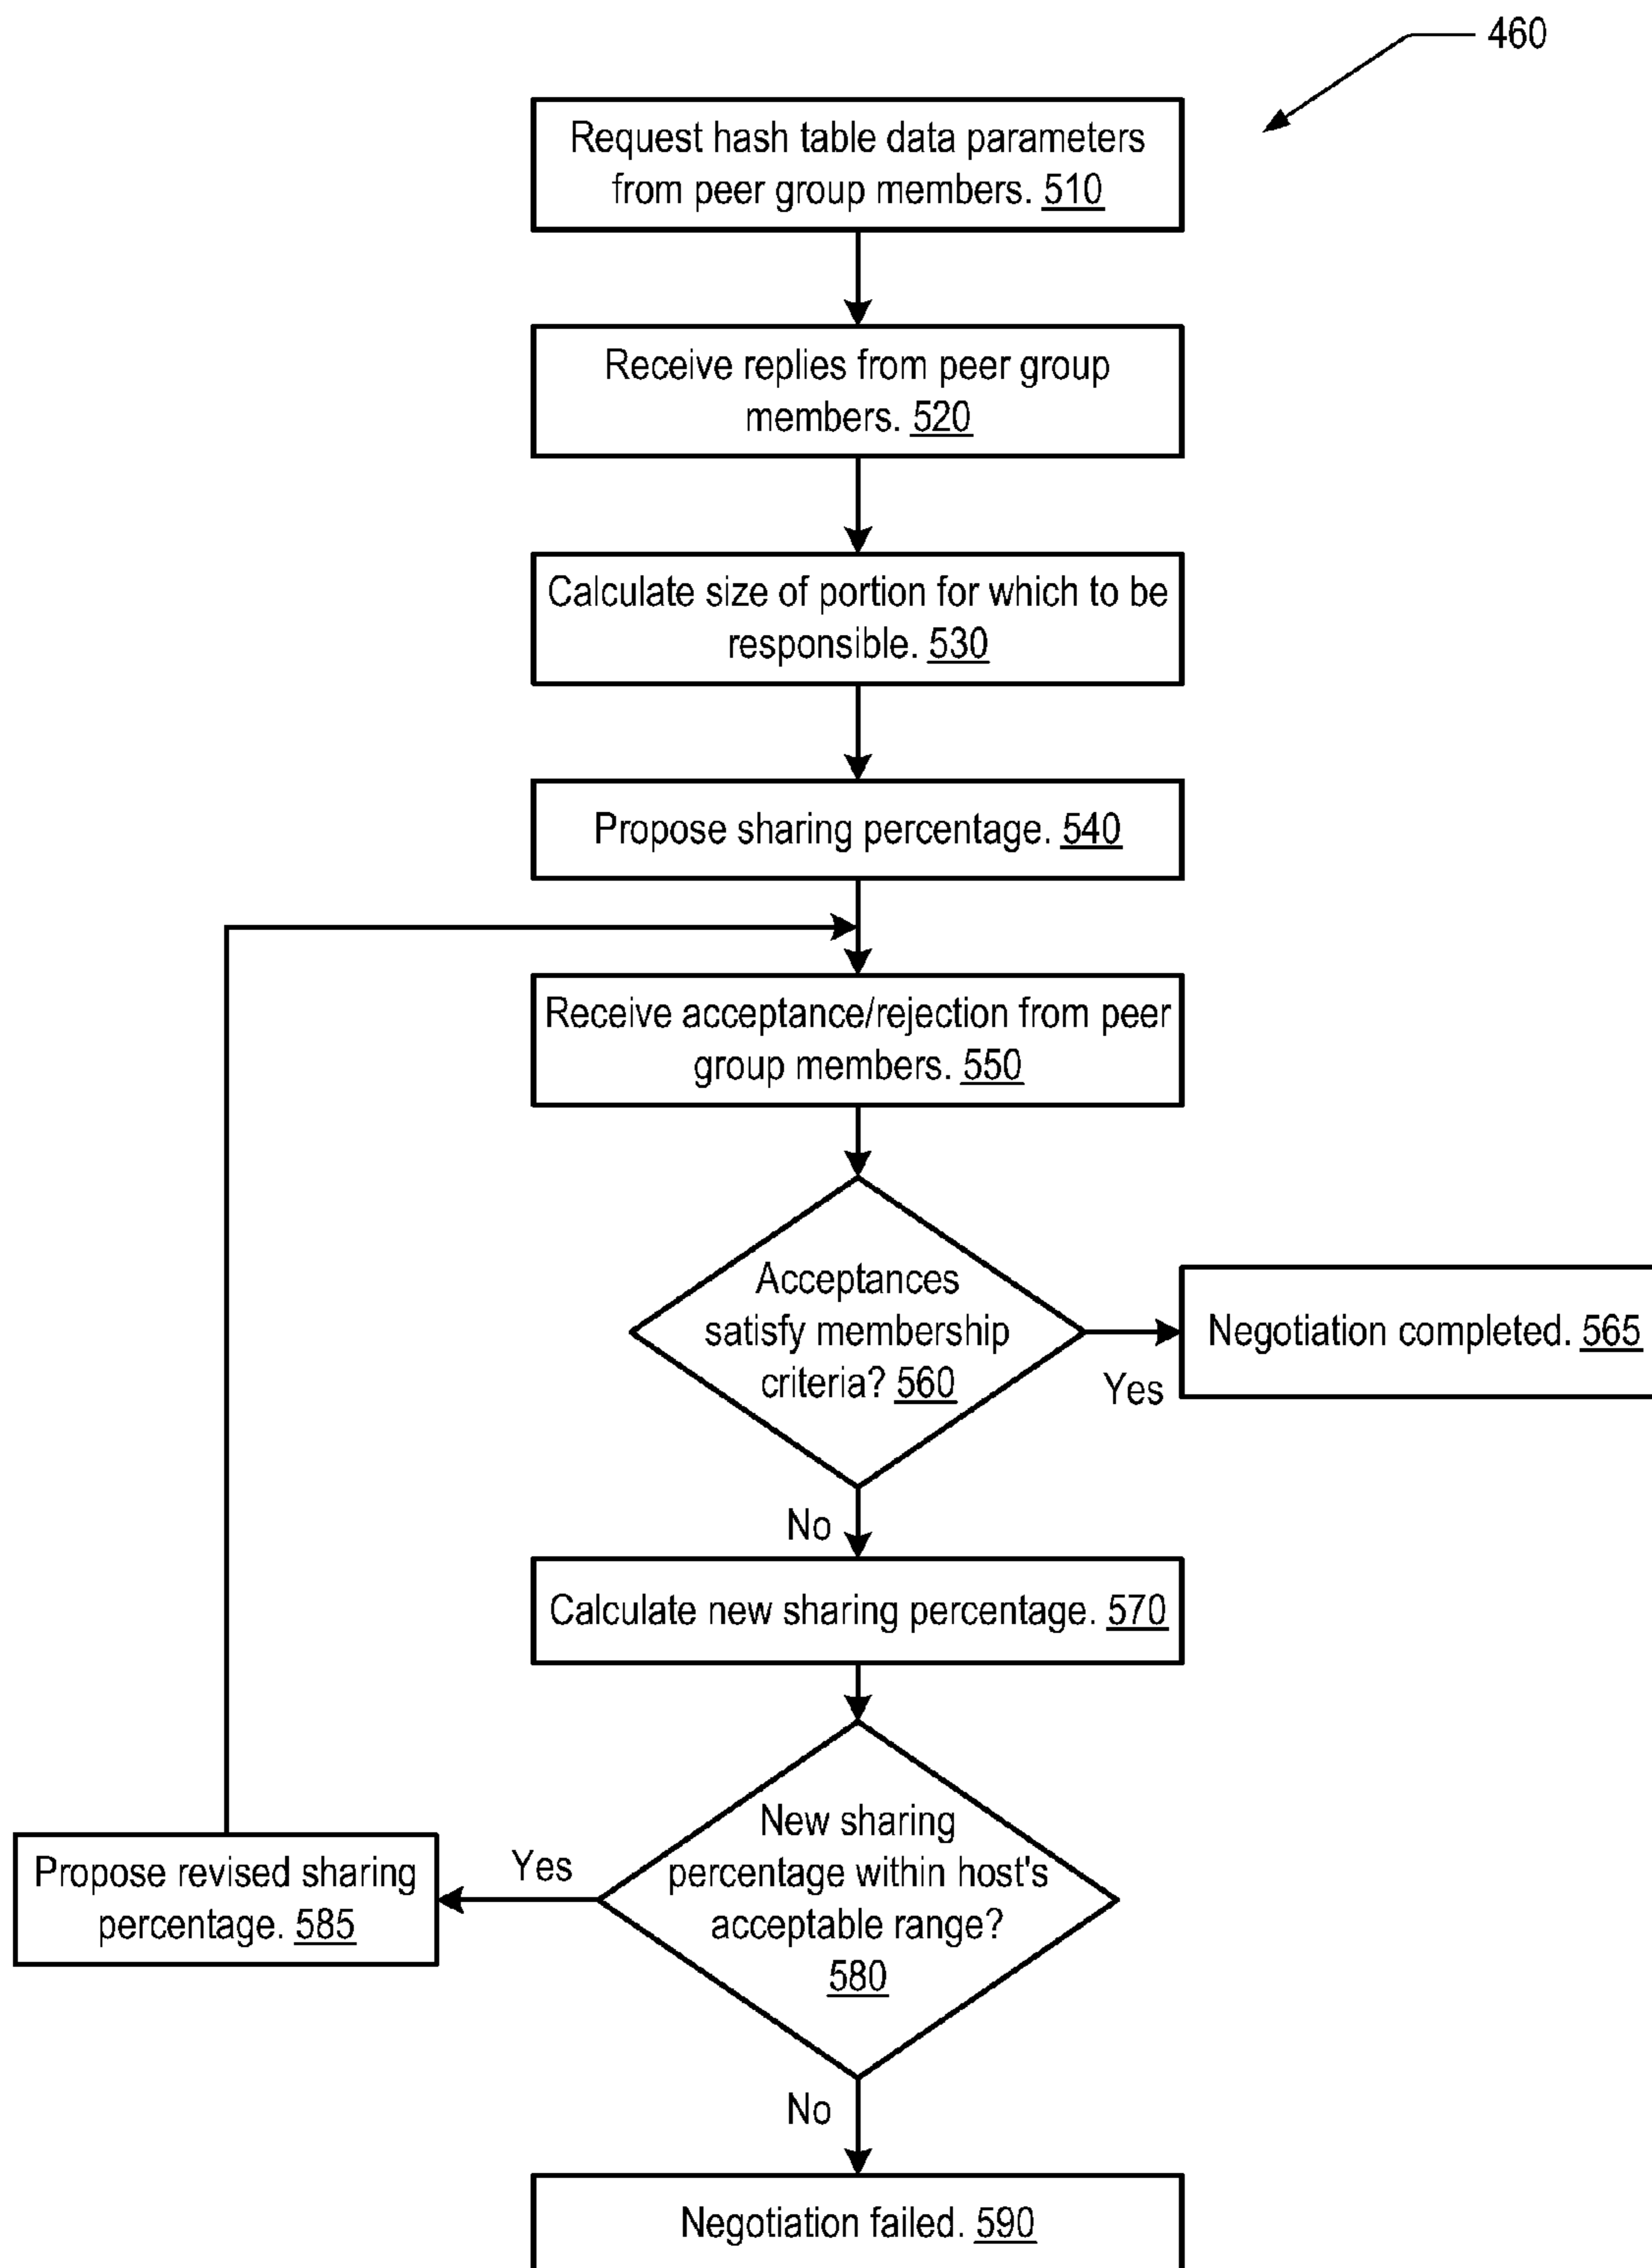 460
Request hash table data parameters
from peer group members. 510
Receive replies from peer group
members. 520
Calculate size of portion for which to be
responsible. 530
Propose sharing percentage. 540
Receive acceptance/rejection from peer
group members. 550
Acceptances
satisfy membership
criteria? 560
Yes
Negotiation completed. 565
No
Calculate new sharing percentage. 570
New sharing
percentage within host's
acceptable range?
580
Yes
Propose revised sharing
percentage. 585
No
Negotiation failed. 590